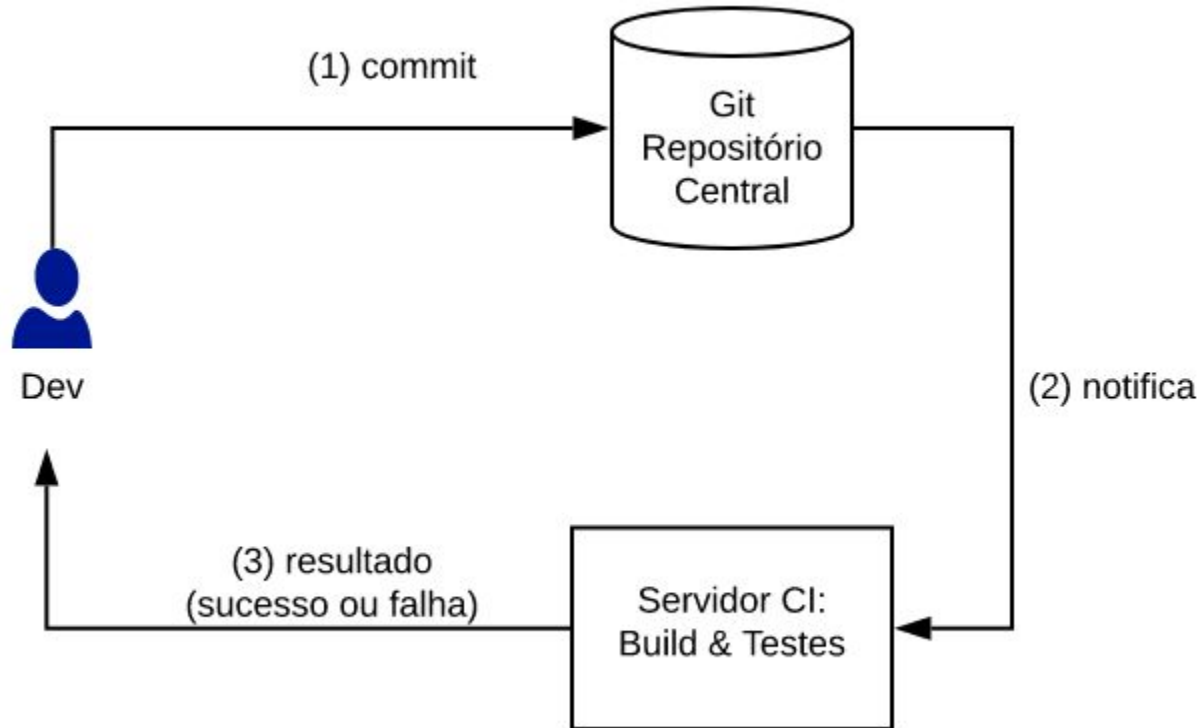 (1) commit
Git
Repositório
Central
Dev
(2) notifica
(3) resultado
(sucesso ou falha)
Servidor CI:
Build & Testes